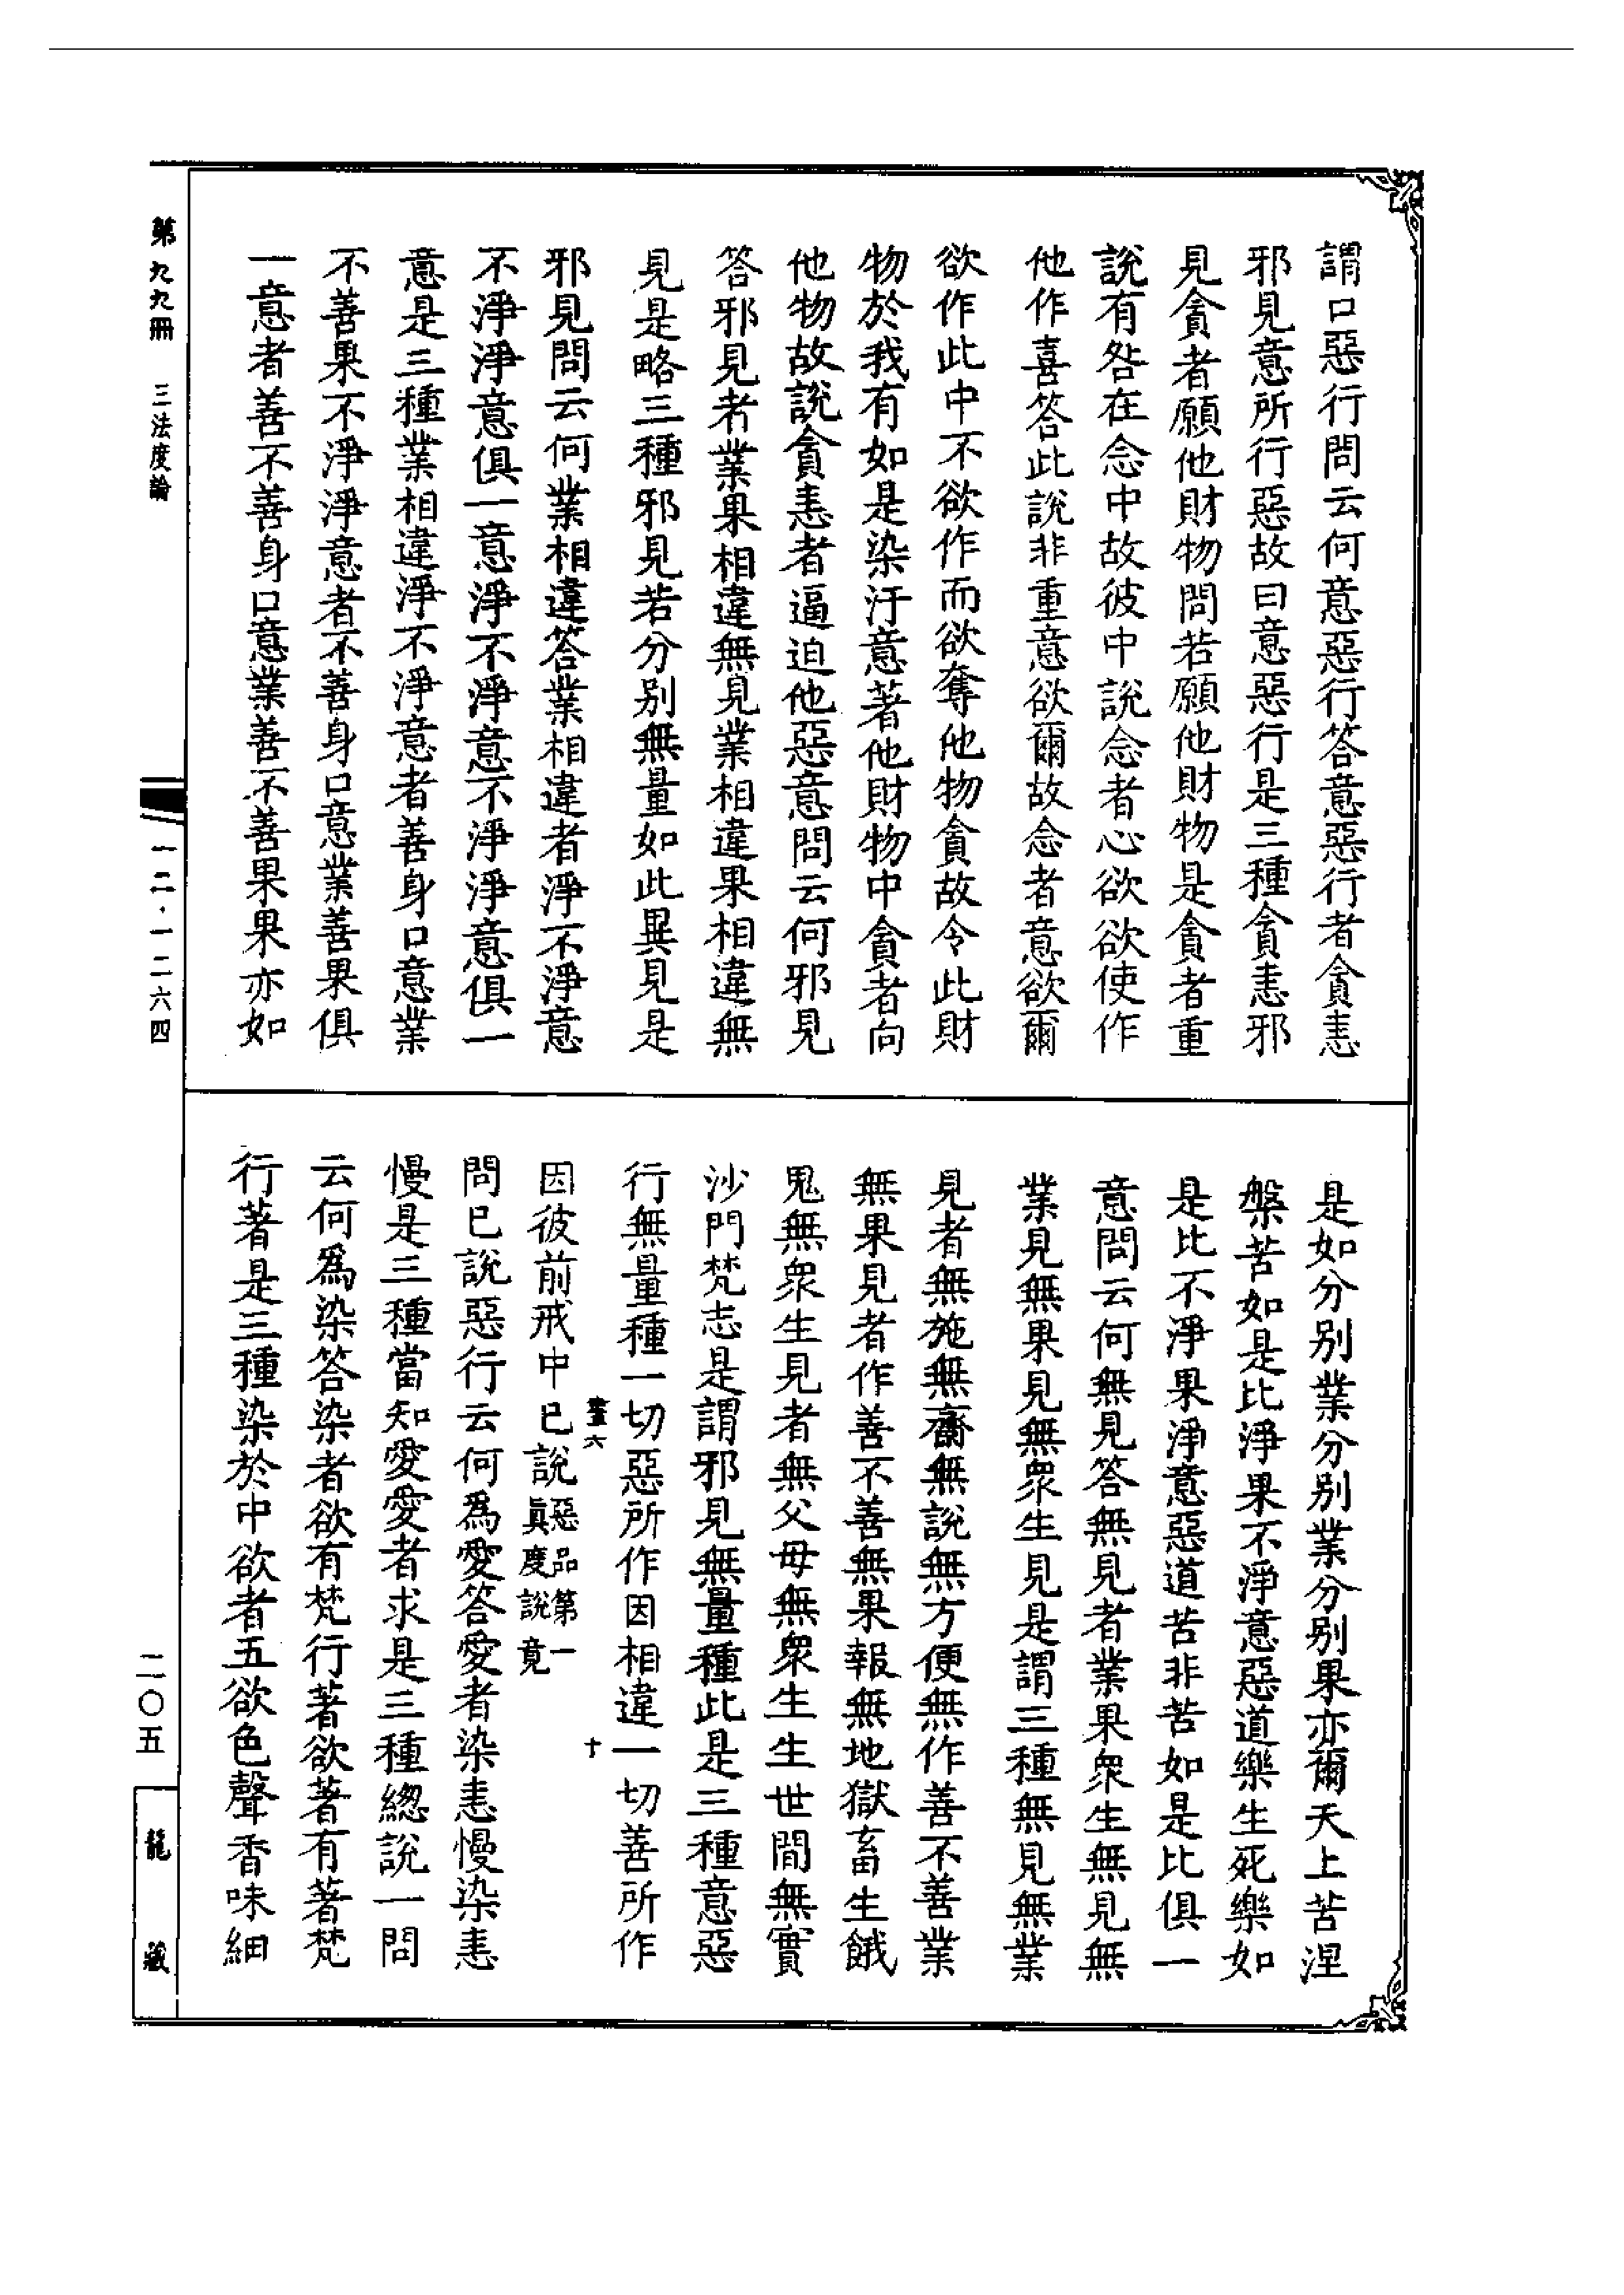 謂口惡行問云何意惡行答意惡行者貪恚
邪見意所行惡故曰意惡行是三種貪恚邪
見貪者願他財物問若願他財物是貪者重
說有咎在念中故彼中說念者心欲欲使作
他作喜答此說非重意欲爾故念者意欲爾
欲作此中不欲作而欲奪他物貪故令此財
物於我有如是染汙意著他財物中貪者向
他物故說貪恚者逼迫他惡意問云何邪見
答邪見者業果相違無見業相違果相違無
見是略三種邪見若分別無量如此異見是
邪見問云何業相違答業相違者淨不淨意
不淨淨意俱一意淨不淨意不淨淨意俱一
意是三種業相違淨不淨意者善身口意業
不善果不淨淨意者不善身口意業善果俱
一意者善不善身口意業善不善果果亦如
是如分別業分別業分別果亦爾天上苦涅
槃苦如是比淨果不淨意惡道樂生死樂如
是比不淨果淨意惡道苦非苦如是比俱一
意問云何無見答無見者業果衆生無見無
業見無果見無衆生見是謂三種無見無業
見者無施無齋無說無方便無作善不善業
無果見者作善不善無果報無地獄畜生餓
鬼無衆生見者無父母無衆生生世間無實
沙門梵志是謂邪見無量種此是三種意惡
行無量種一切惡所作因相違一切善所作
畫六
十
因彼前戒中已說惡品第一
眞度說竟
問已說惡行云何爲愛答愛者染恚慢染恚
慢是三種當知愛愛者求是三種總說一問
云何爲染答染者欲有梵行著欲著有著梵
行著是三種染於中欲者五欲色聲香味細
第九九冊
三法度論
一二·一二六四
二〇五
龍藏